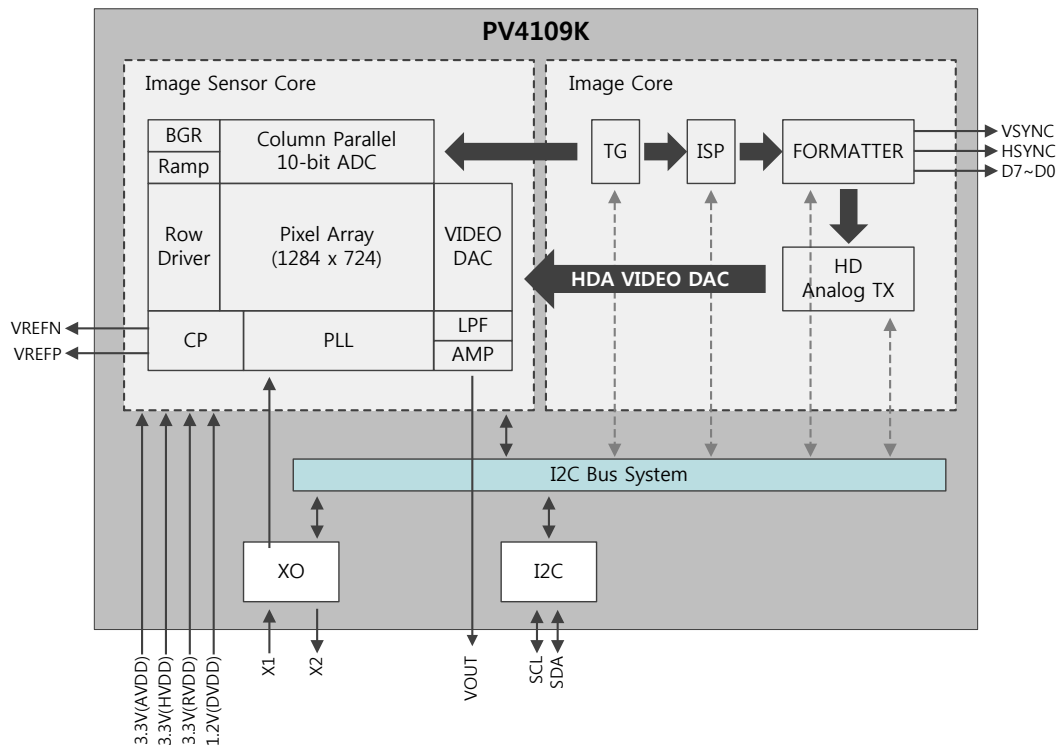 PV4109K
Image Sensor Core
Image Core
BGR
Ramp
Column Parallel
10-bit ADC
TG
ISP
FORMATTER
VSYNC
HSYNC
D7~D0
Row
Driver
Pixel Array
(1284 x 724)
VIDEO
DAC
HDA VIDEO DAC
HD
Analog TX
VREFN
VREFP
CP
PLL
LPF
AMP
I2C Bus System
XO
I2C
3.3V(AVDD)
3.3V(HVDD)
3.3V(RVDD)
1.2V(DVDD)
X1
X2
VOUT
SCL
SDA